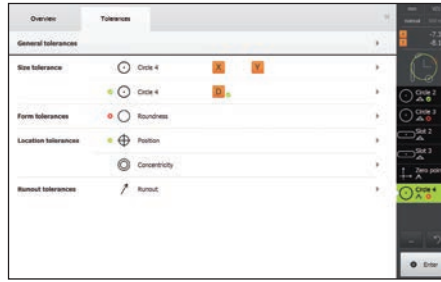 Overview Tolerances
General tolerances
Size tolerance Circle 4 X Y
Circle 4 D
Form tolerances Roundness
Location tolerances Position
Concentricity
Runout tolerances Runout
Circle 2
Circle 3
Slot 2
Slot 3
Zero point
Circle 4
Enter